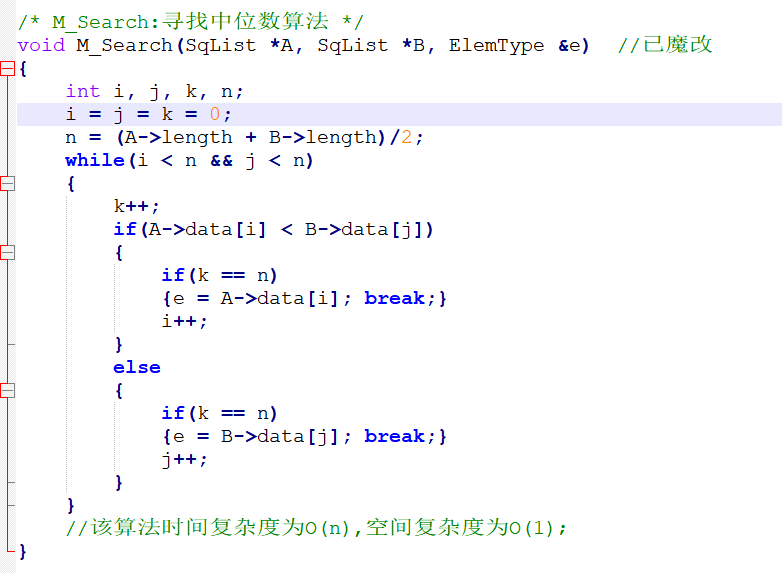 /* M_Search:寻找中位数算法 */
void M_Search(SqList *A, SqList *B, ElemType &e)  //已魔改
{
    int i, j, k, n;
    i = j = k = 0;
    n = (A->length + B->length)/2;
    while(i < n && j < n)
    {
        k++;
        if(A->data[i] < B->data[j])
        {
            if(k == n)
            {e = A->data[i]; break;}
            i++;
        }
        else
        {
            if(k == n)
            {e = B->data[j]; break;}
            j++;
        }
    }
    //该算法时间复杂度为O(n),空间复杂度为O(1);
}